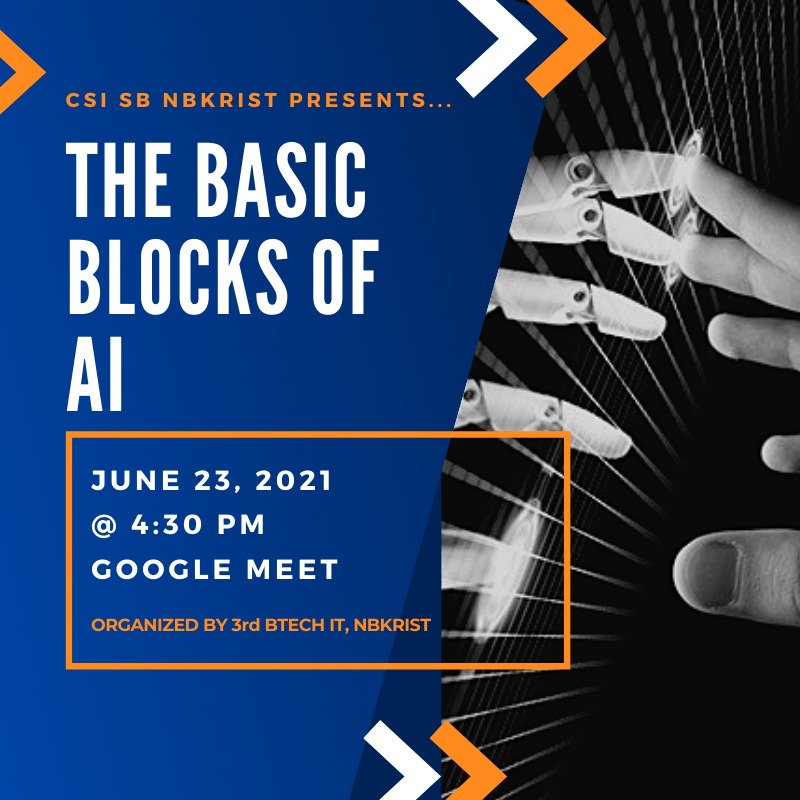 CSI SB NBKRIST PRESENTS...
THE BASIC
BLOCKS OF
AI
JUNE 23, 2021
@ 4:30 PM
GOOGLE MEET
ORGANIZED BY 3rd BTECH IT, NBKRIST